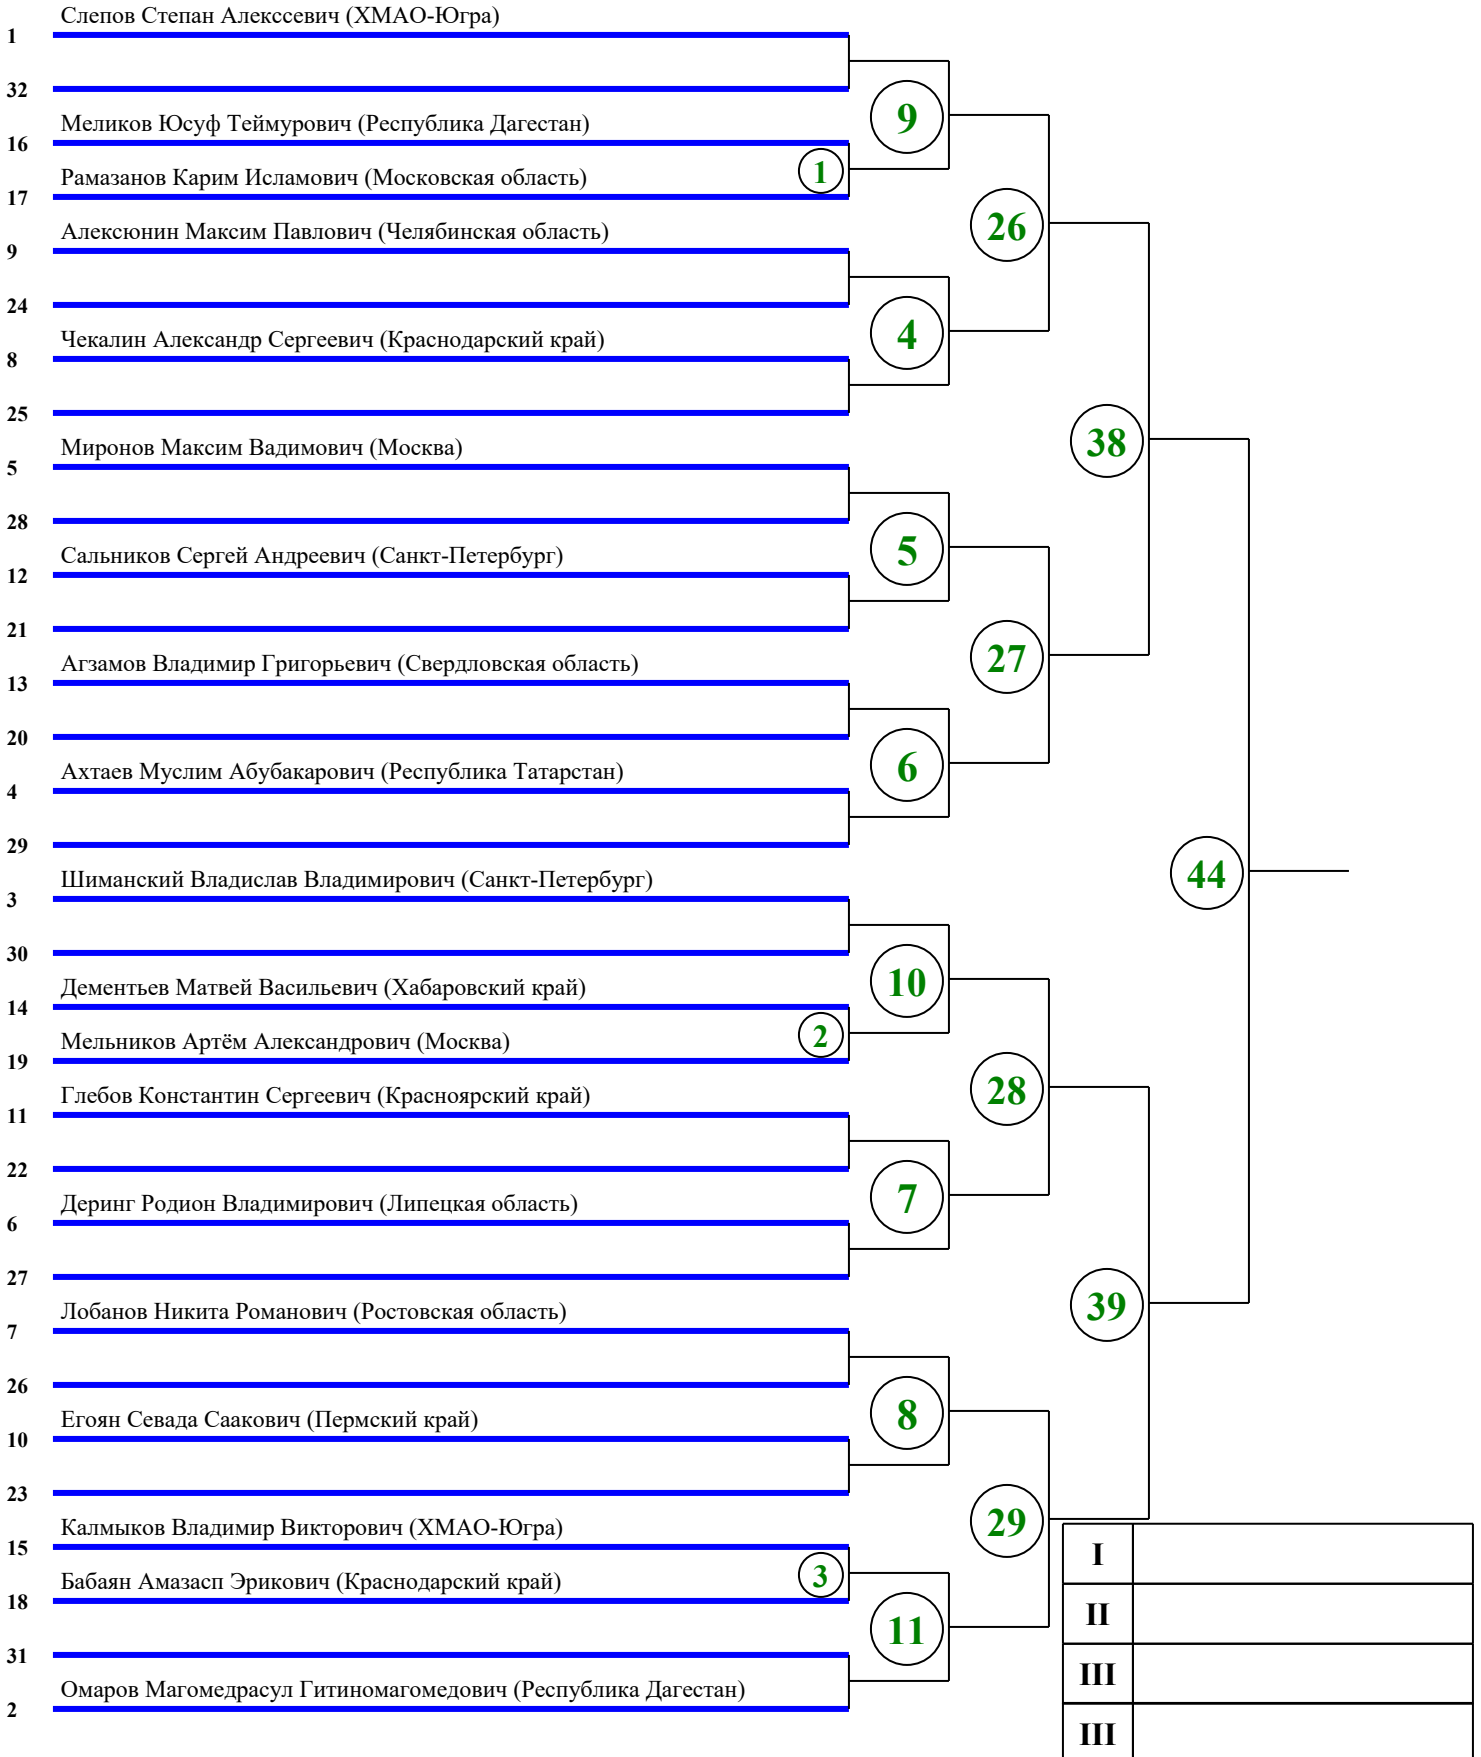 Слепов Степан Алекссевич (ХМАО-Югра)
1
32
Меликов Юсуф Теймурович (Республика Дагестан)
16
9
1
Рамазанов Карим Исламович (Московская область)
17
26
Алексюнин Максим Павлович (Челябинская область)
9
24
4
Чекалин Александр Сергеевич (Краснодарский край)
8
25
38
Миронов Максим Вадимович (Москва)
5
28
5
Сальников Сергей Андреевич (Санкт-Петербург)
12
21
27
Агзамов Владимир Григорьевич (Свердловская область)
13
20
6
Ахтаев Муслим Абубакарович (Республика Татарстан)
4
29
44
Шиманский Владислав Владимирович (Санкт-Петербург)
3
30
10
Дементьев Матвей Васильевич (Хабаровский край)
14
2
Мельников Артём Александрович (Москва)
19
28
Глебов Константин Сергеевич (Красноярский край)
11
22
7
Деринг Родион Владимирович (Липецкая область)
6
27
39
Лобанов Никита Романович (Ростовская область)
7
26
8
Егоян Севада Саакович (Пермский край)
10
23
29
Калмыков Владимир Викторович (ХМАО-Югра)
15
I
3
Бабаян Амазасп Эрикович (Краснодарский край)
18
II
11
31
III
Омаров Магомедрасул Гитиномагомедович (Республика Дагестан)
2
III